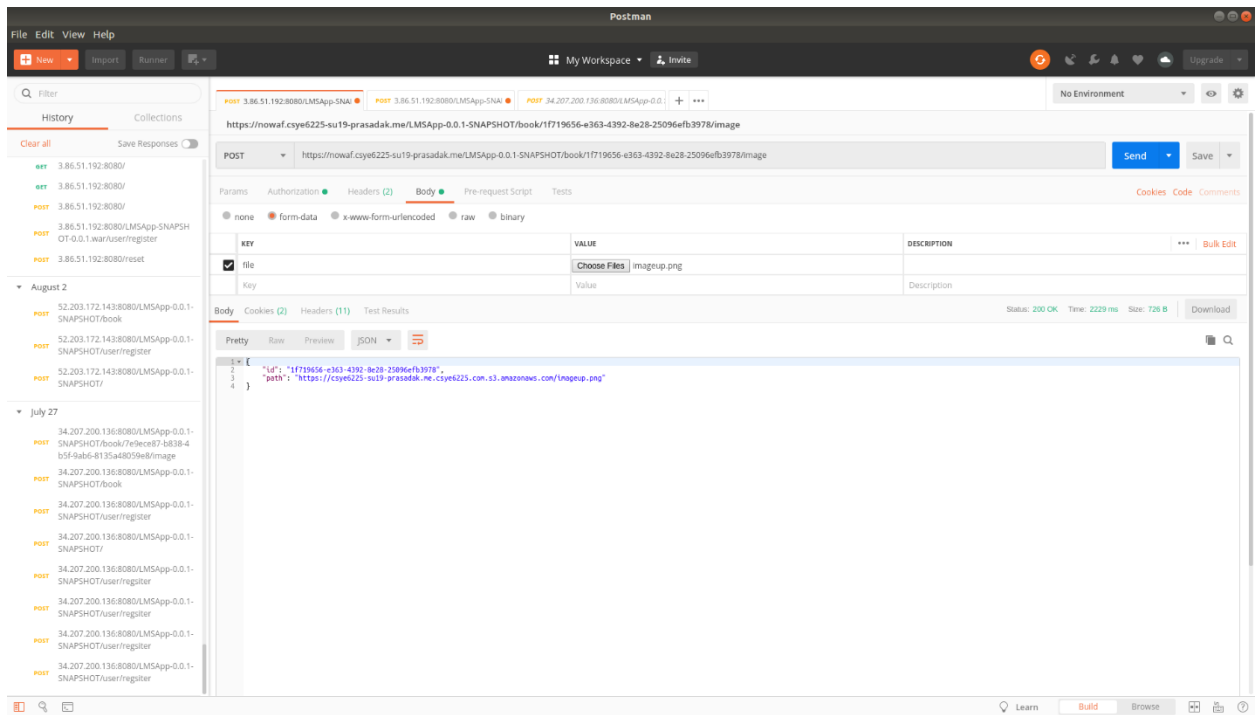 Postman
File Edit View Help
New Import Runner
My Workspace Invite
Upgrade
Filter
History Collections
Clear all Save Responses
GET 3.86.51.192:8080/
GET 3.86.51.192:8080/
POST 3.86.51.192:8080/
POST 3.86.51.192:8080/LMSApp-SNAPSH
OT-0.0.1.war/user/register
POST 3.86.51.192:8080/reset
August 2
POST 52.203.172.143:8080/LMSApp-0.0.1-
SNAPSHOT/book
POST 52.203.172.143:8080/LMSApp-0.0.1-
SNAPSHOT/user/register
POST 52.203.172.143:8080/LMSApp-0.0.1-
SNAPSHOT/
July 27
34.207.200.136:8080/LMSApp-0.0.1-
POST SNAPSHOT/book/7e9ece87-b838-4
b5f-9ab6-8135a48059e8/image
POST 34.207.200.136:8080/LMSApp-0.0.1-
SNAPSHOT/book
POST 34.207.200.136:8080/LMSApp-0.0.1-
SNAPSHOT/user/register
POST 34.207.200.136:8080/LMSApp-0.0.1-
SNAPSHOT/
POST 34.207.200.136:8080/LMSApp-0.0.1-
SNAPSHOT/user/regsiter
POST 34.207.200.136:8080/LMSApp-0.0.1-
SNAPSHOT/user/regsiter
POST 34.207.200.136:8080/LMSApp-0.0.1-
SNAPSHOT/user/regsiter
POST 34.207.200.136:8080/LMSApp-0.0.1-
SNAPSHOT/user/regsiter
POST 3.86.51.192:8080/LMSApp-SNAI POST 3.86.51.192:8080/LMSApp-SNAI POST 34.207.200.136:8080/LMSApp-0.0. + •••
No Environment
https://nowaf.csye6225-su19-prasadak.me/LMSApp-0.0.1-SNAPSHOT/book/1f719656-e363-4392-8e28-25096efb3978/image
POST https://nowaf.csye6225-su19-prasadak.me/LMSApp-0.0.1-SNAPSHOT/book/1f719656-e363-4392-8e28-25096efb3978/image Send Save
Params Authorization Headers (2) Body Pre-request Script Tests Cookies Code Comments
none form-data x-www-form-urlencoded raw binary
KEY VALUE DESCRIPTION ••• Bulk Edit
file Choose Files imageup.png
Key Value Description
Body Cookies (2) Headers (11) Test Results Status: 200 OK Time: 2229 ms Size: 726 B Download
Pretty Raw Preview JSON
1 {
2 "id": "1f719656-e363-4392-8e28-25096efb3978",
3 "path": "https://csye6225-su19-prasadak.me.csye6225.com.s3.amazonaws.com/imageup.png"
4 }
Learn Build Browse